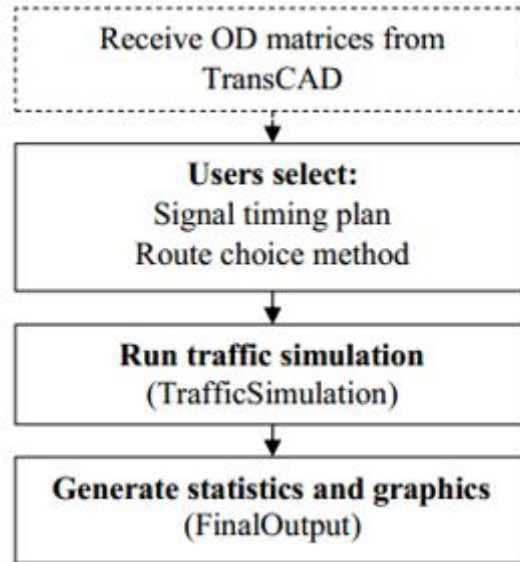 Receive OD matrices from
TransCAD
Users select:
Signal timing plan
Route choice method
Run traffic simulation
(TrafficSimulation)
Generate statistics and graphics
(FinalOutput)